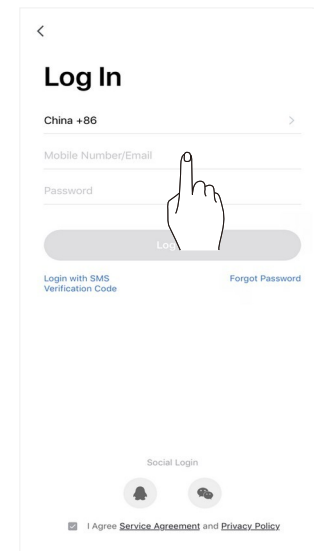 Log In
China +86
Mobile Number/Email
Password
Log
Login with SMS
Verification Code
Forgot Password
Social Login
I Agree Service Agreement and Privacy Policy